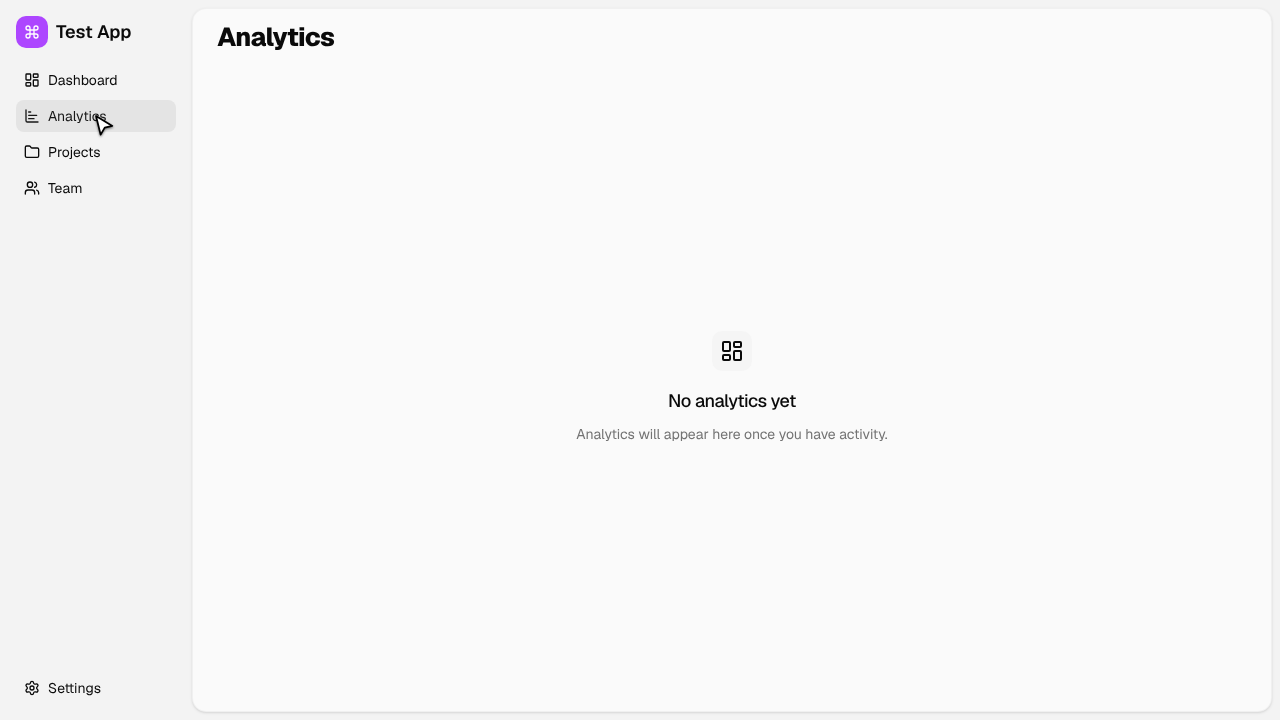 Test App
Dashboard
Analytics
Projects
Team
Settings
Analytics
No analytics yet
Analytics will appear here once you have activity.